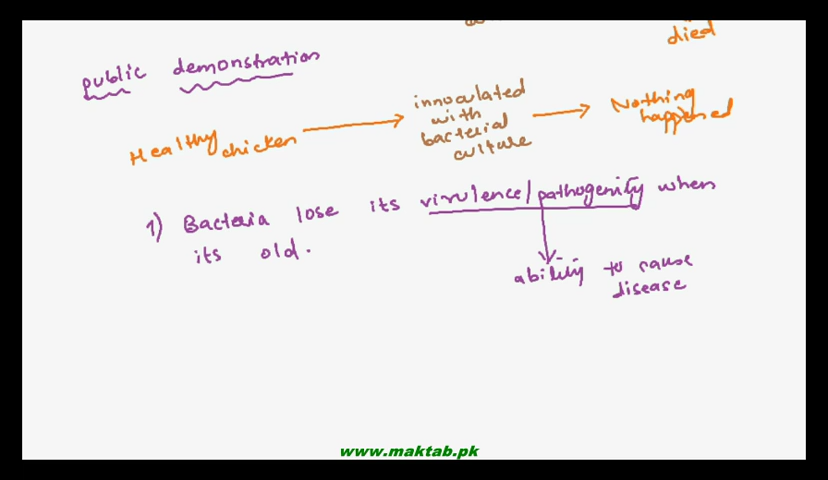 died
public demonstration
Healthy chicken → innoculated with bacterial culture → Nothing happened
1) Bacteria lose its virulence/pathogenity when
its old.
ability to cause
disease
www.maktab.pk